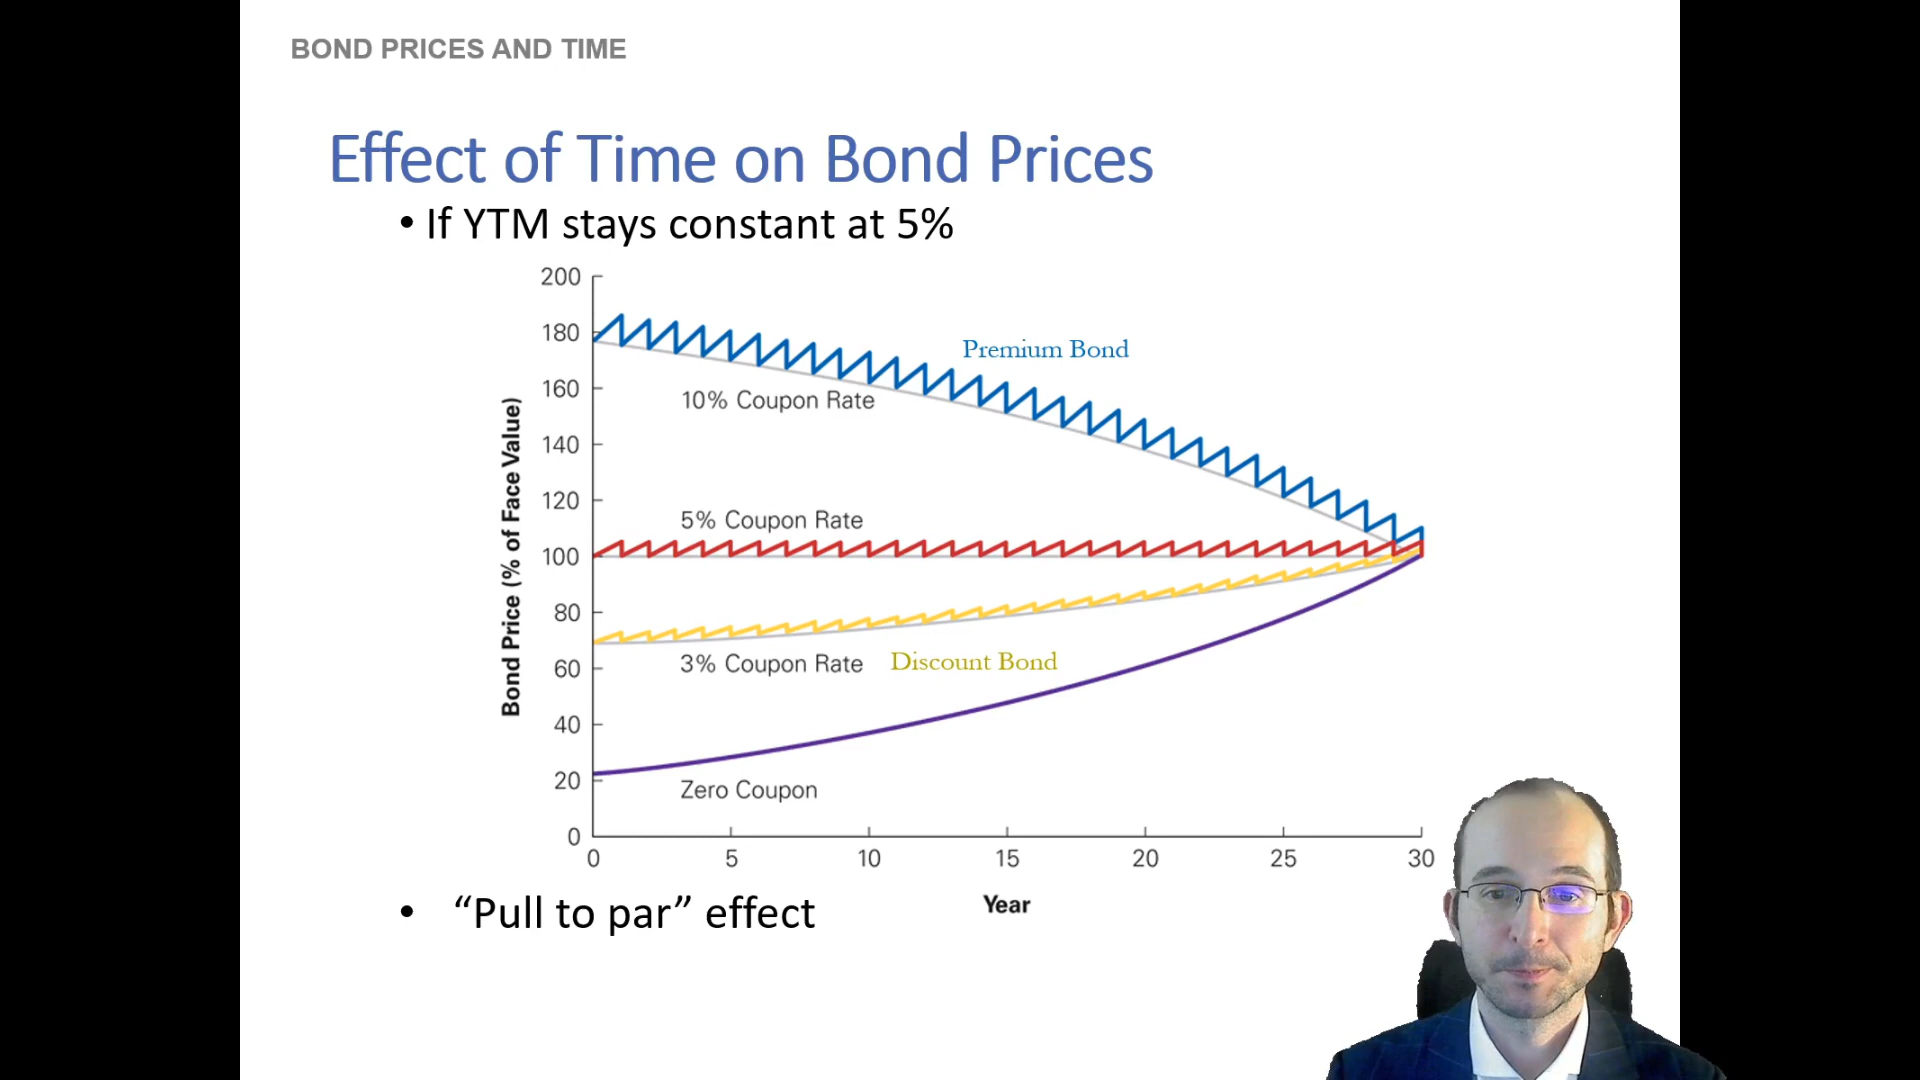 BOND PRICES AND TIME
Effect of Time on Bond Prices
• If YTM stays constant at 5%
Bond Price (% of Face Value)
200
180
160
140
120
100
80
60
40
20
0
Premium Bond
10% Coupon Rate
5% Coupon Rate
3% Coupon Rate
Discount Bond
Zero Coupon
0 5 10 15 20 25 30
Year
• “Pull to par” effect